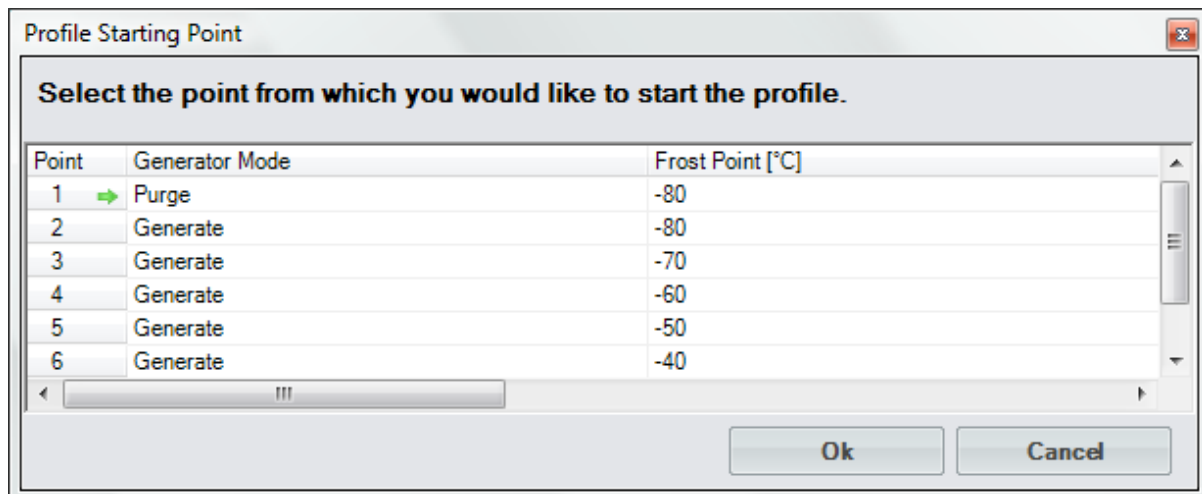 Profile Starting Point
Select the point from which you would like to start the profile.
Point Generator Mode Frost Point [°C]
1 Purge -80
2 Generate -80
3 Generate -70
4 Generate -60
5 Generate -50
6 Generate -40
Ok Cancel